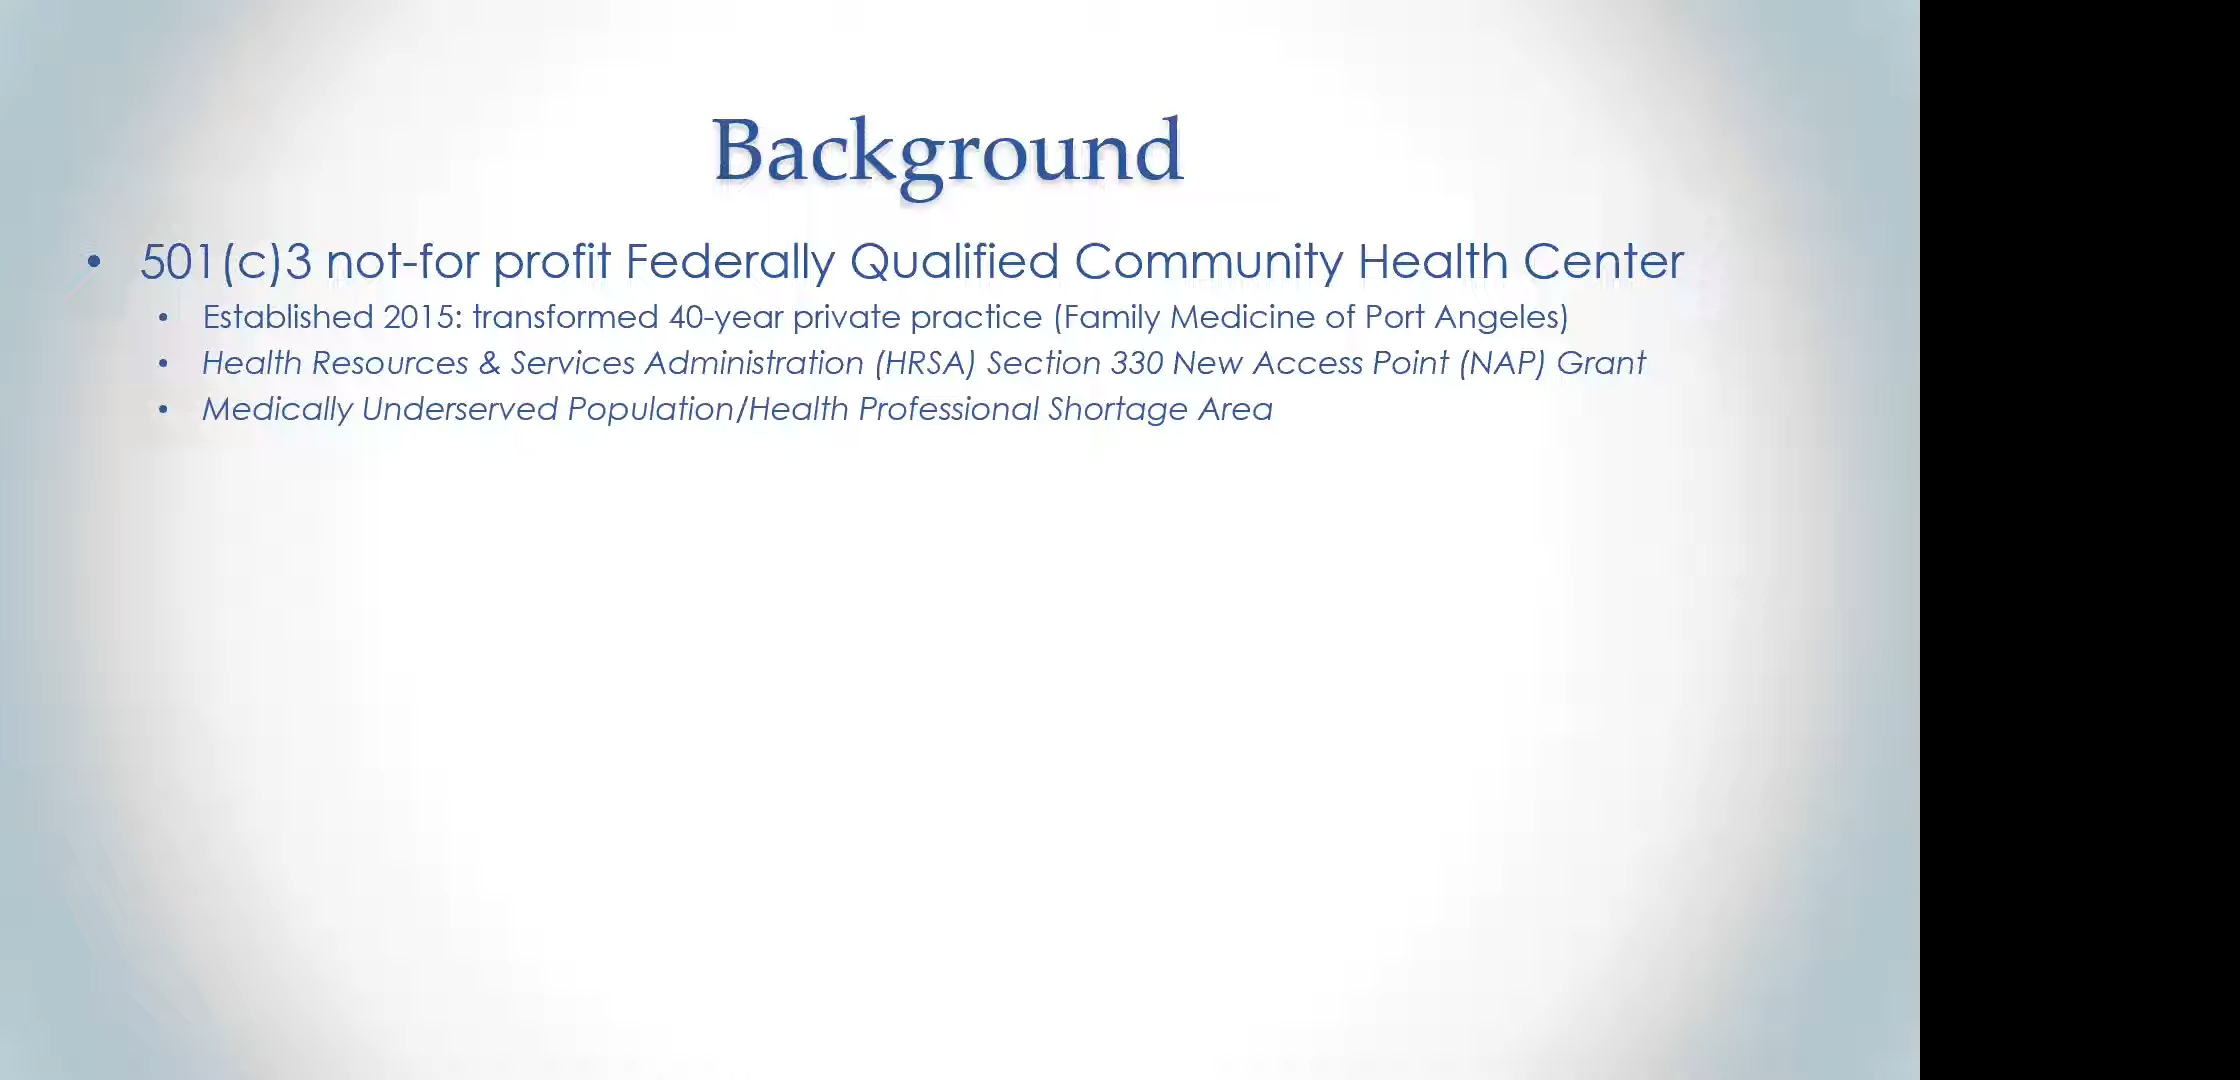 Background
• 501(c)3 not-for profit Federally Qualified Community Health Center
• Established 2015: transformed 40-year private practice (Family Medicine of Port Angeles)
• Health Resources & Services Administration (HRSA) Section 330 New Access Point (NAP) Grant
• Medically Underserved Population/Health Professional Shortage Area